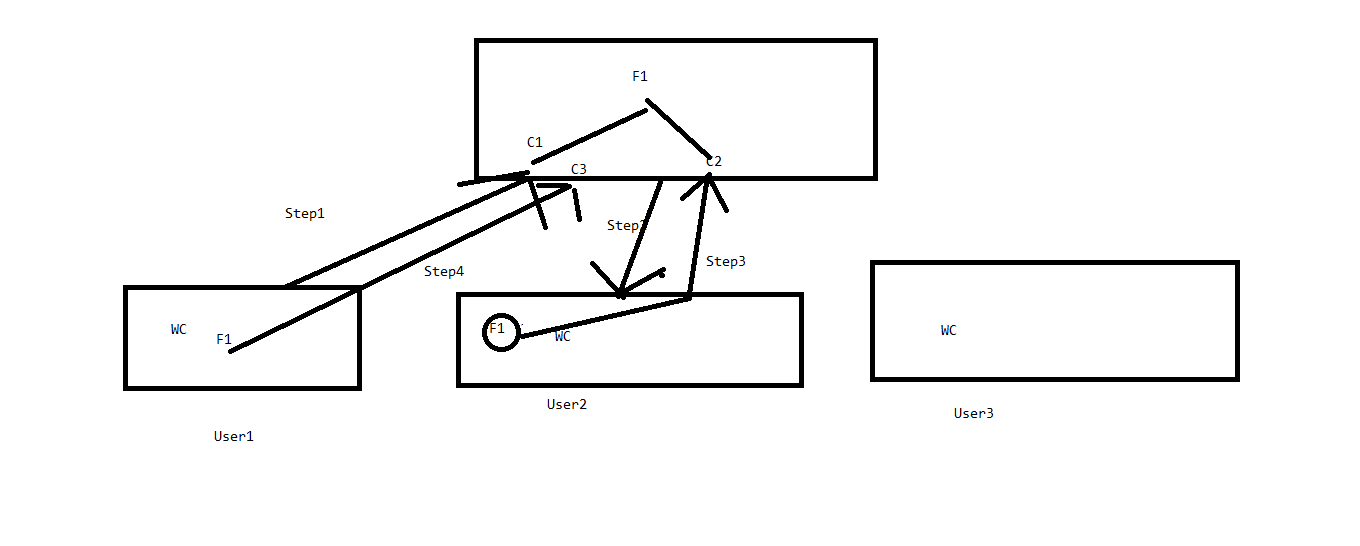 F1
C1
C2
C3
Step1
Step2
Step3
Step4
WC
F1
F1
WC
WC
User1
User2
User3